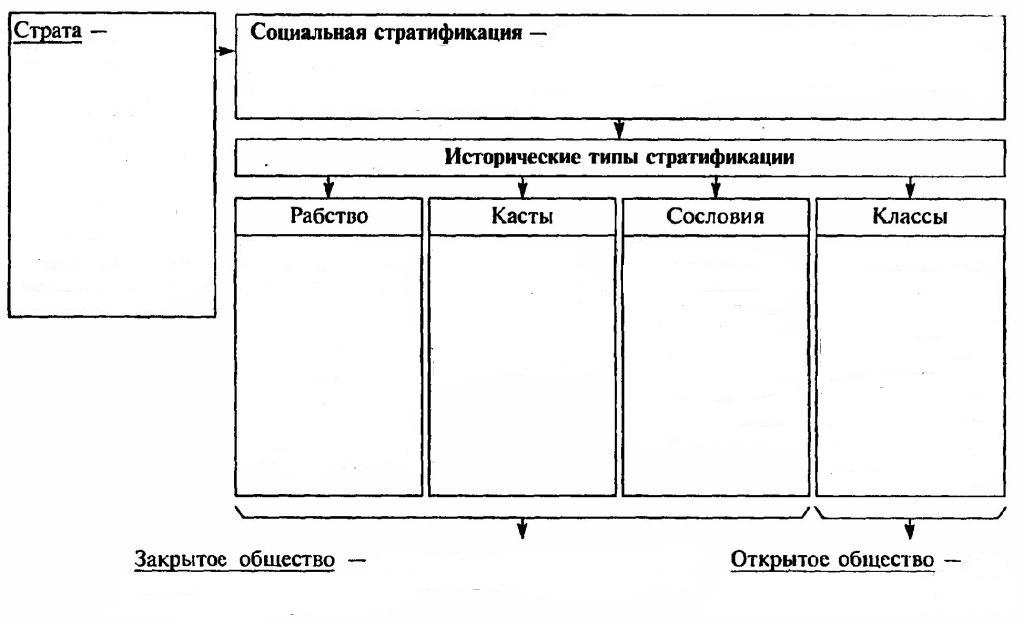 Страта —
Социальная стратификация —
Исторические типы стратификации
Рабство
Касты
Сословия
Классы
Закрытое общество —
Открытое общество —